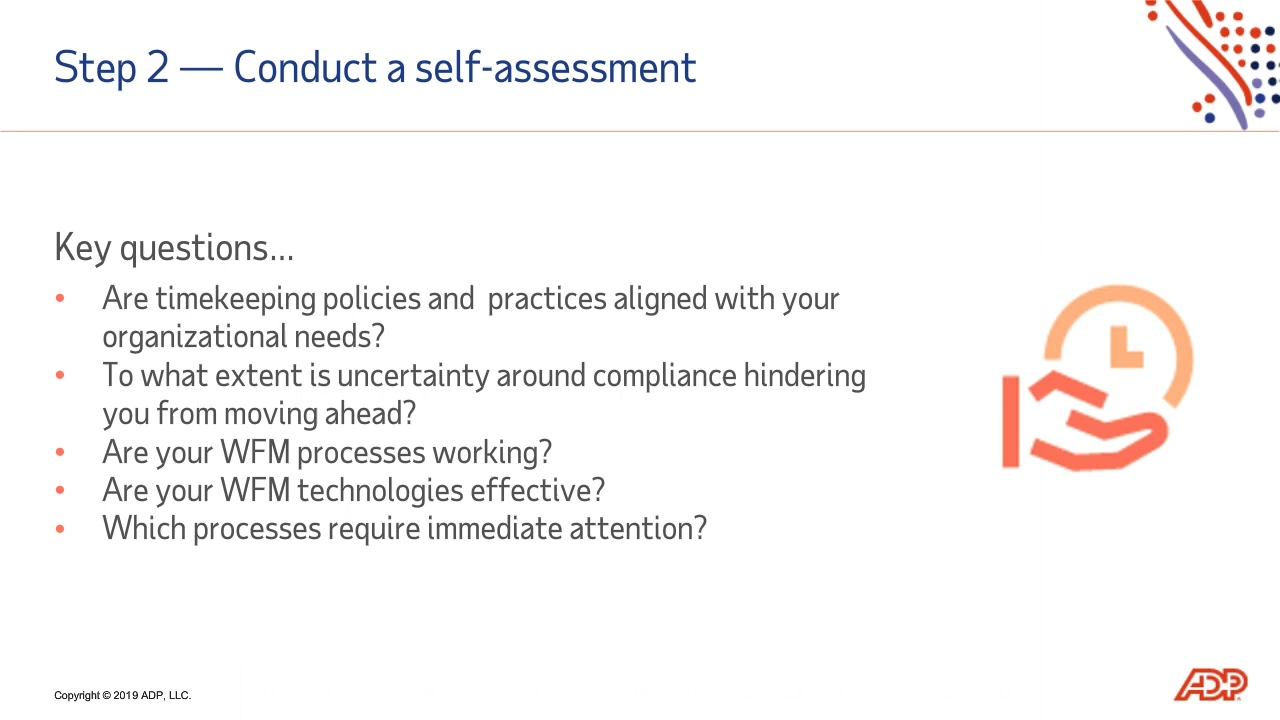 Step 2 — Conduct a self-assessment
Key questions...
• Are timekeeping policies and  practices aligned with your
organizational needs?
• To what extent is uncertainty around compliance hindering
you from moving ahead?
• Are your WFM processes working?
• Are your WFM technologies effective?
• Which processes require immediate attention?
Copyright © 2019 ADP, LLC.
ADP